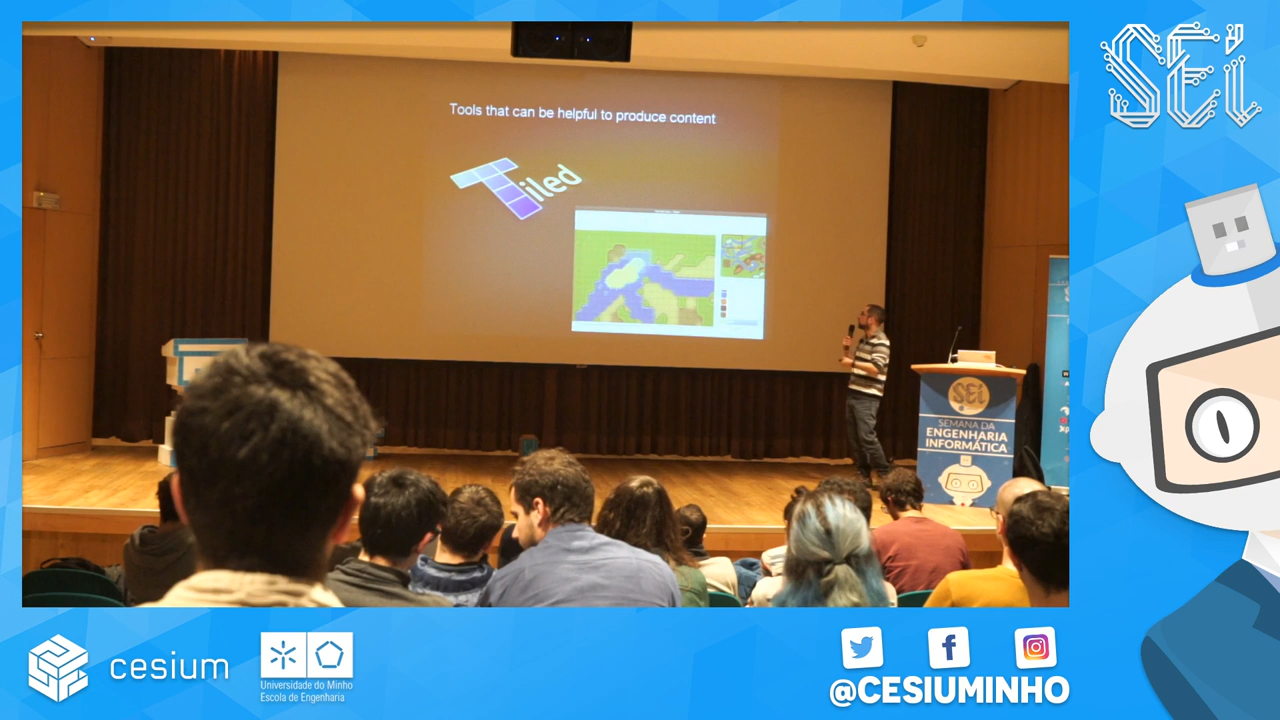 SEi
Tools that can be helpful to produce content
Tiled
SEi
SEMANA DA
ENGENHARIA
INFORMÁTICA
cesium
Universidade do Minho
Escola de Engenharia
@CESIUMINHO